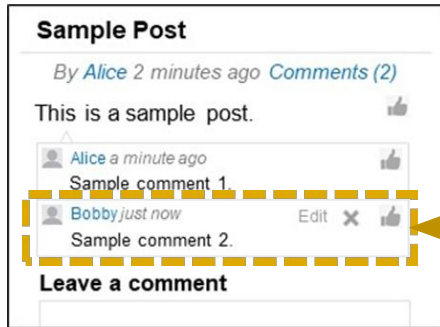 Sample Post
By Alice 2 minutes ago Comments (2)
This is a sample post.
Alice a minute ago
Sample comment 1.
Bobby just now Edit
Sample comment 2.
Leave a comment